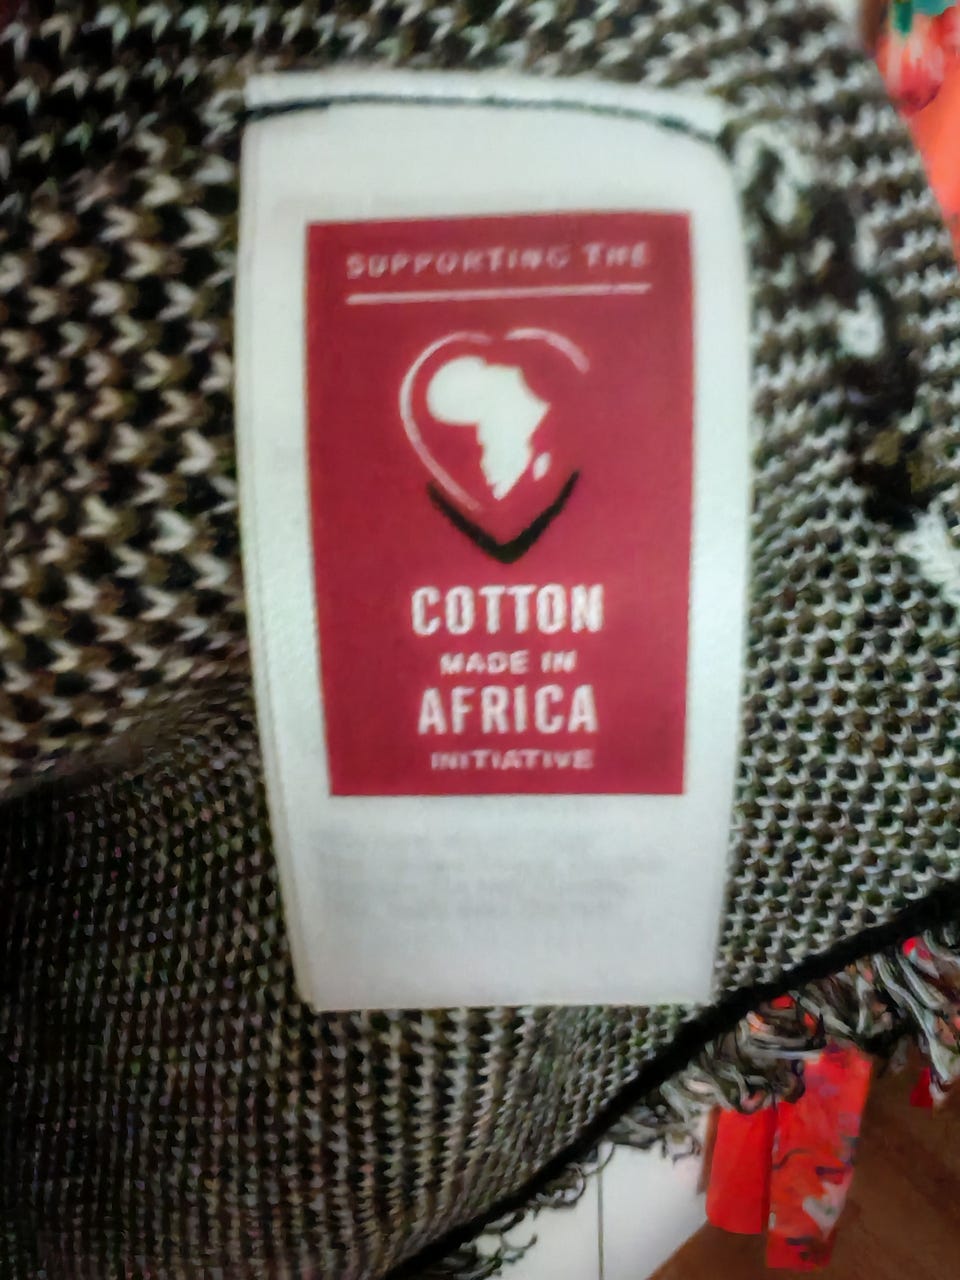 SUPPORTING THE
COTTON
MADE IN
AFRICA
INITIATIVE